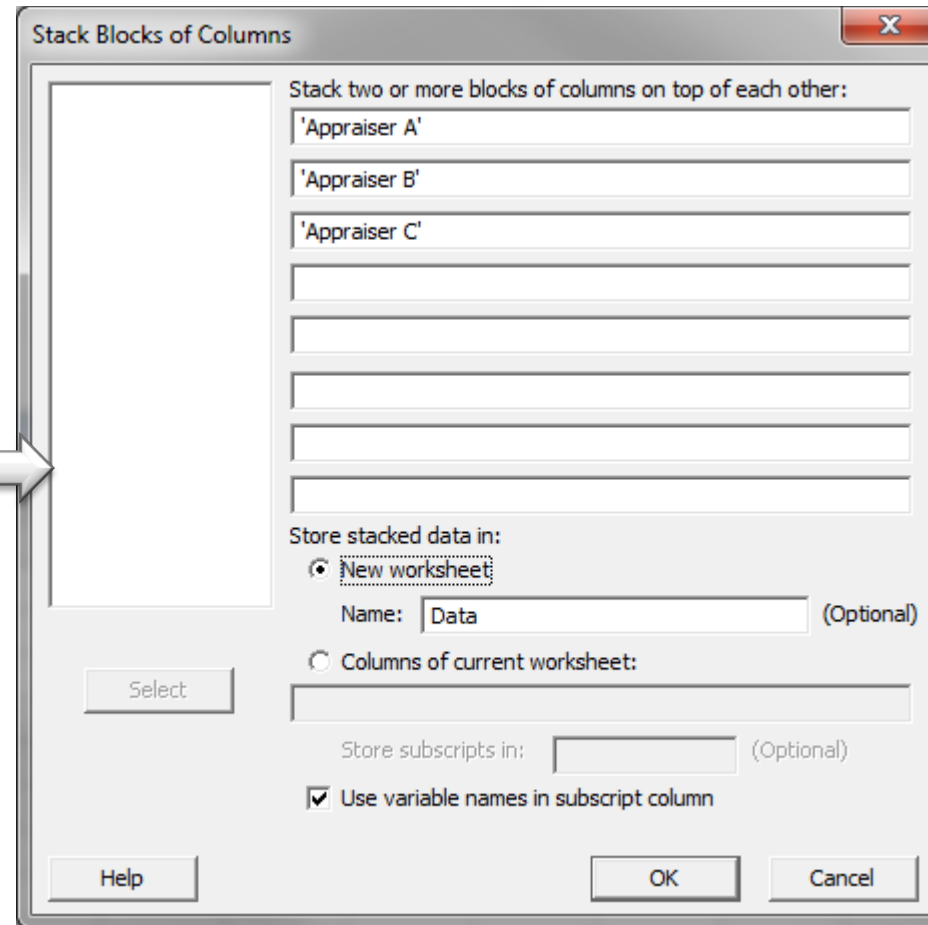 Stack Blocks of Columns
Stack two or more blocks of columns on top of each other:
'Appraiser A'
'Appraiser B'
'Appraiser C'
Store stacked data in:
New worksheet
Name: Data (Optional)
Columns of current worksheet:
Select
Store subscripts in: (Optional)
Use variable names in subscript column
Help OK Cancel